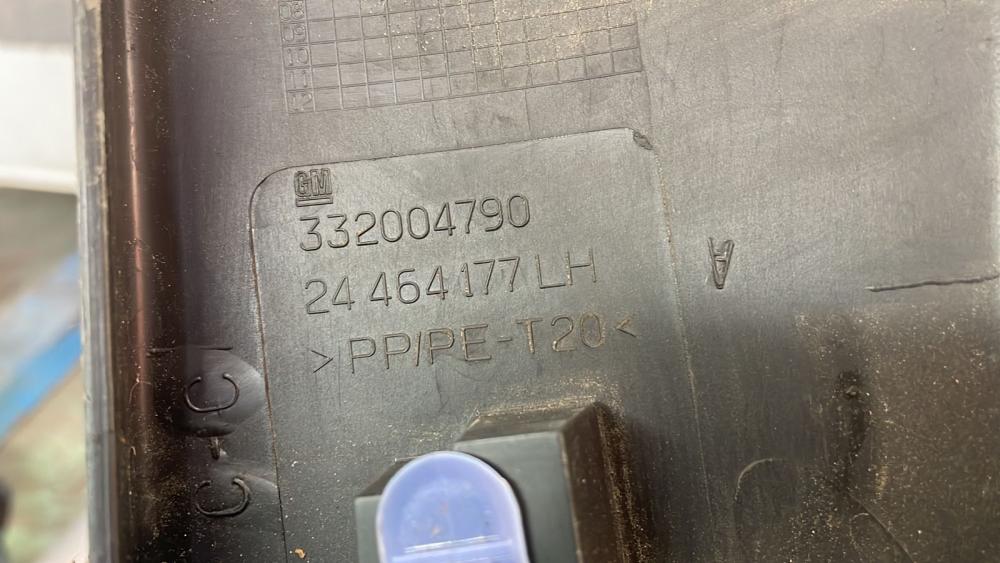 GM
332004790
24 464 177 LH
>PP/PE-T20<
A
C-C